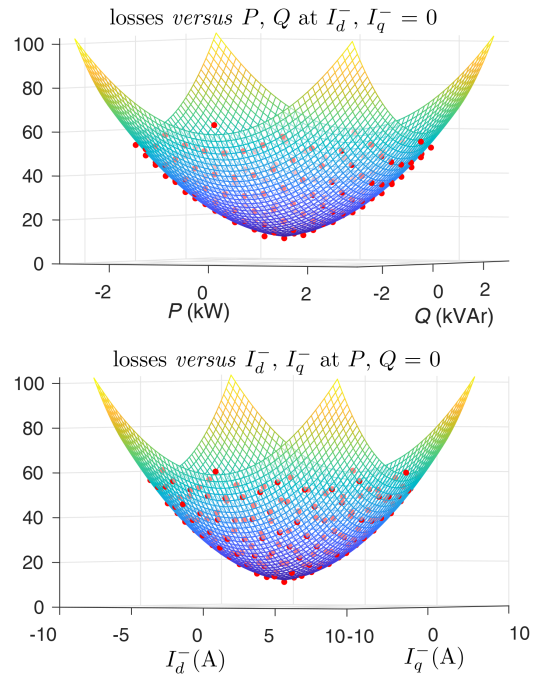 losses versus P, Q at I_d^-, I_q^- = 0
100
80
60
40
20
0
-2 0 2 -2 0 2
P (kW) Q (kVAr)
losses versus I_d^-, I_q^- at P, Q = 0
100
80
60
40
20
0
-10 -5 0 5 10 -10 0 10
I_d^- (A) I_q^- (A)